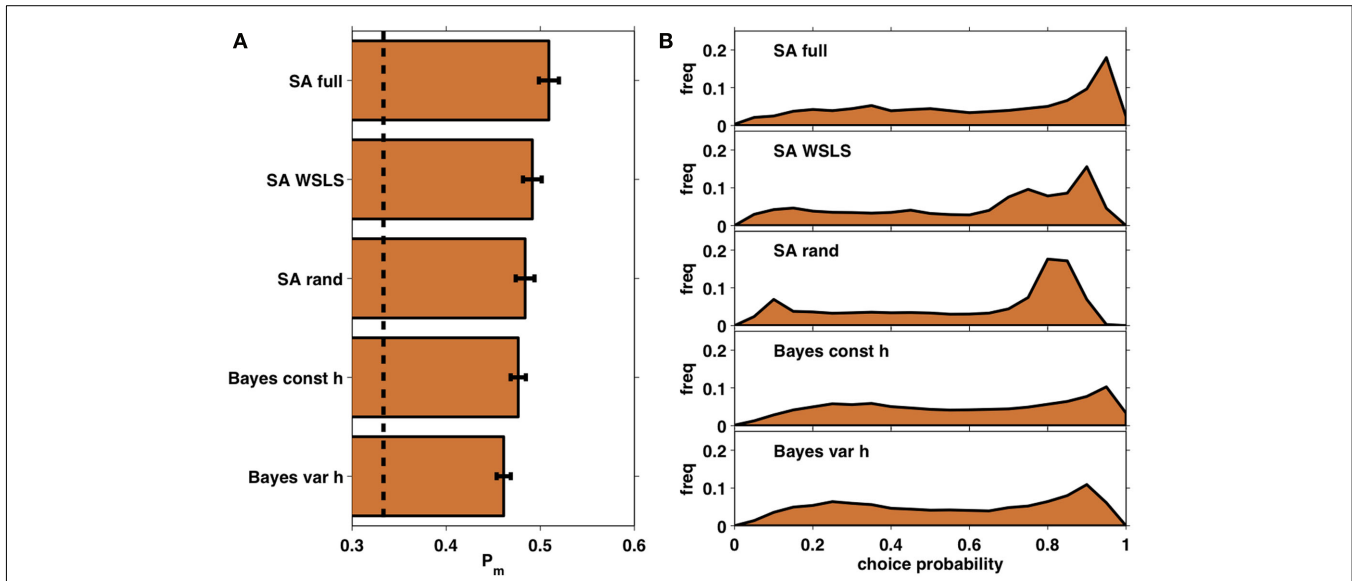 A
SA full
SA WSLS
SA rand
Bayes const h
Bayes var h
0.3 0.4 0.5 0.6
Pm
B
SA full
0.2
0.1
0
freq
SA WSLS
0.2
0.1
0
freq
SA rand
0.2
0.1
0
freq
Bayes const h
0.2
0.1
0
freq
Bayes var h
0.2
0.1
0
freq
0 0.2 0.4 0.6 0.8 1
choice probability